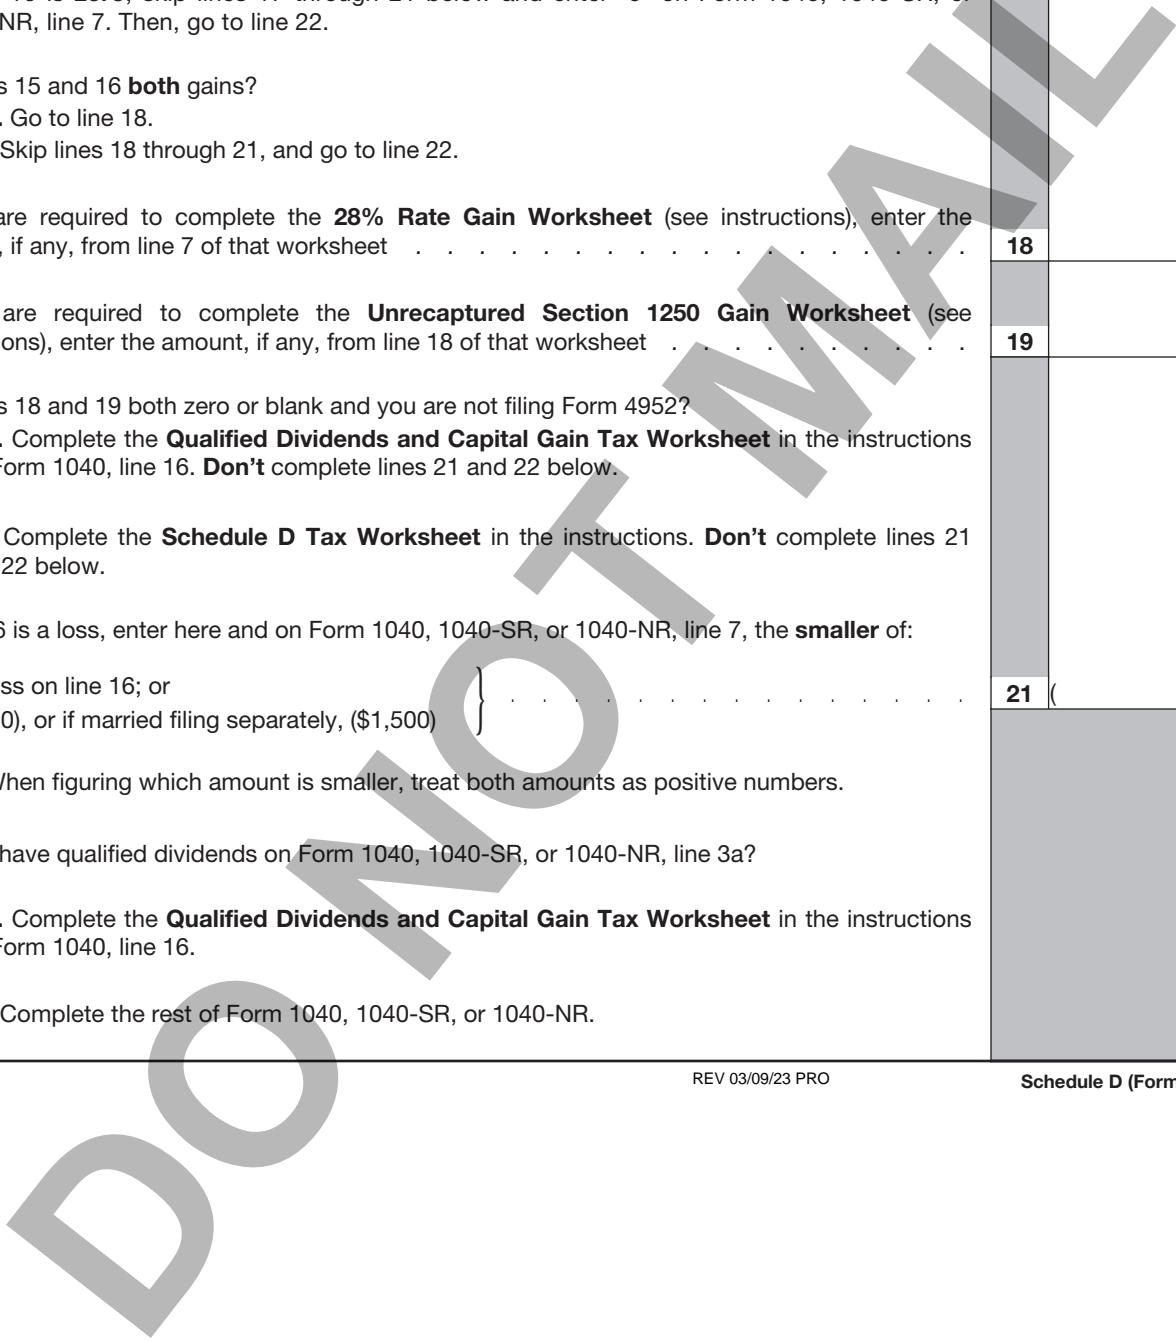 NR, line 7. Then, go to line 22.
s 15 and 16 both gains?
. Go to line 18.
Skip lines 18 through 21, and go to line 22.
are required to complete the 28% Rate Gain Worksheet (see instructions), enter the
, if any, from line 7 of that worksheet . . . . . . . . . . . . . . . . . . 18
are required to complete the Unrecaptured Section 1250 Gain Worksheet (see
ons), enter the amount, if any, from line 18 of that worksheet . . . . . . . . . . 19
s 18 and 19 both zero or blank and you are not filing Form 4952?
. Complete the Qualified Dividends and Capital Gain Tax Worksheet in the instructions
Form 1040, line 16. Don't complete lines 21 and 22 below.
Complete the Schedule D Tax Worksheet in the instructions. Don't complete lines 21
22 below.
6 is a loss, enter here and on Form 1040, 1040-SR, or 1040-NR, line 7, the smaller of:
ss on line 16; or
0), or if married filing separately, ($1,500) } . . . . . . . . . . . . . . . 21 (
When figuring which amount is smaller, treat both amounts as positive numbers.
have qualified dividends on Form 1040, 1040-SR, or 1040-NR, line 3a?
. Complete the Qualified Dividends and Capital Gain Tax Worksheet in the instructions
Form 1040, line 16.
Complete the rest of Form 1040, 1040-SR, or 1040-NR.
REV 03/09/23 PRO
Schedule D (Form
DO NOT MAIL